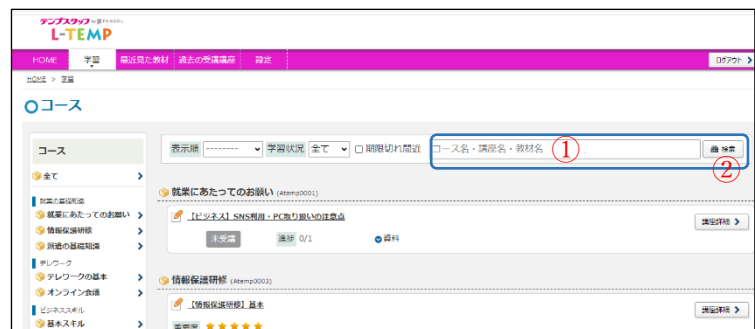 テンプスタッフ by PERSOL
L-TEMP
HOME 学習 最近見た教材 過去の受講講座 設定 ログアウト
HOME > 学習
コース
コース
全て
就業の基礎知識
就業にあたってのお願い
情報保護研修
派遣の基礎知識
テレワーク
テレワークの基本
オンライン会議
ビジネススキル
基本スキル
表示順 -------- 学習状況 全て 期限切れ間近 コース名・講座名・教材名 ① 検索
②
就業にあたってのお願い (Atemp0001)
【ビジネス】SNS利用・PC取り扱いの注意点
講座詳細
未受講 進捗 0/1 資料
情報保護研修 (Atemp0003)
【情報保護研修】基本
講座詳細
重要度 ★★★★★